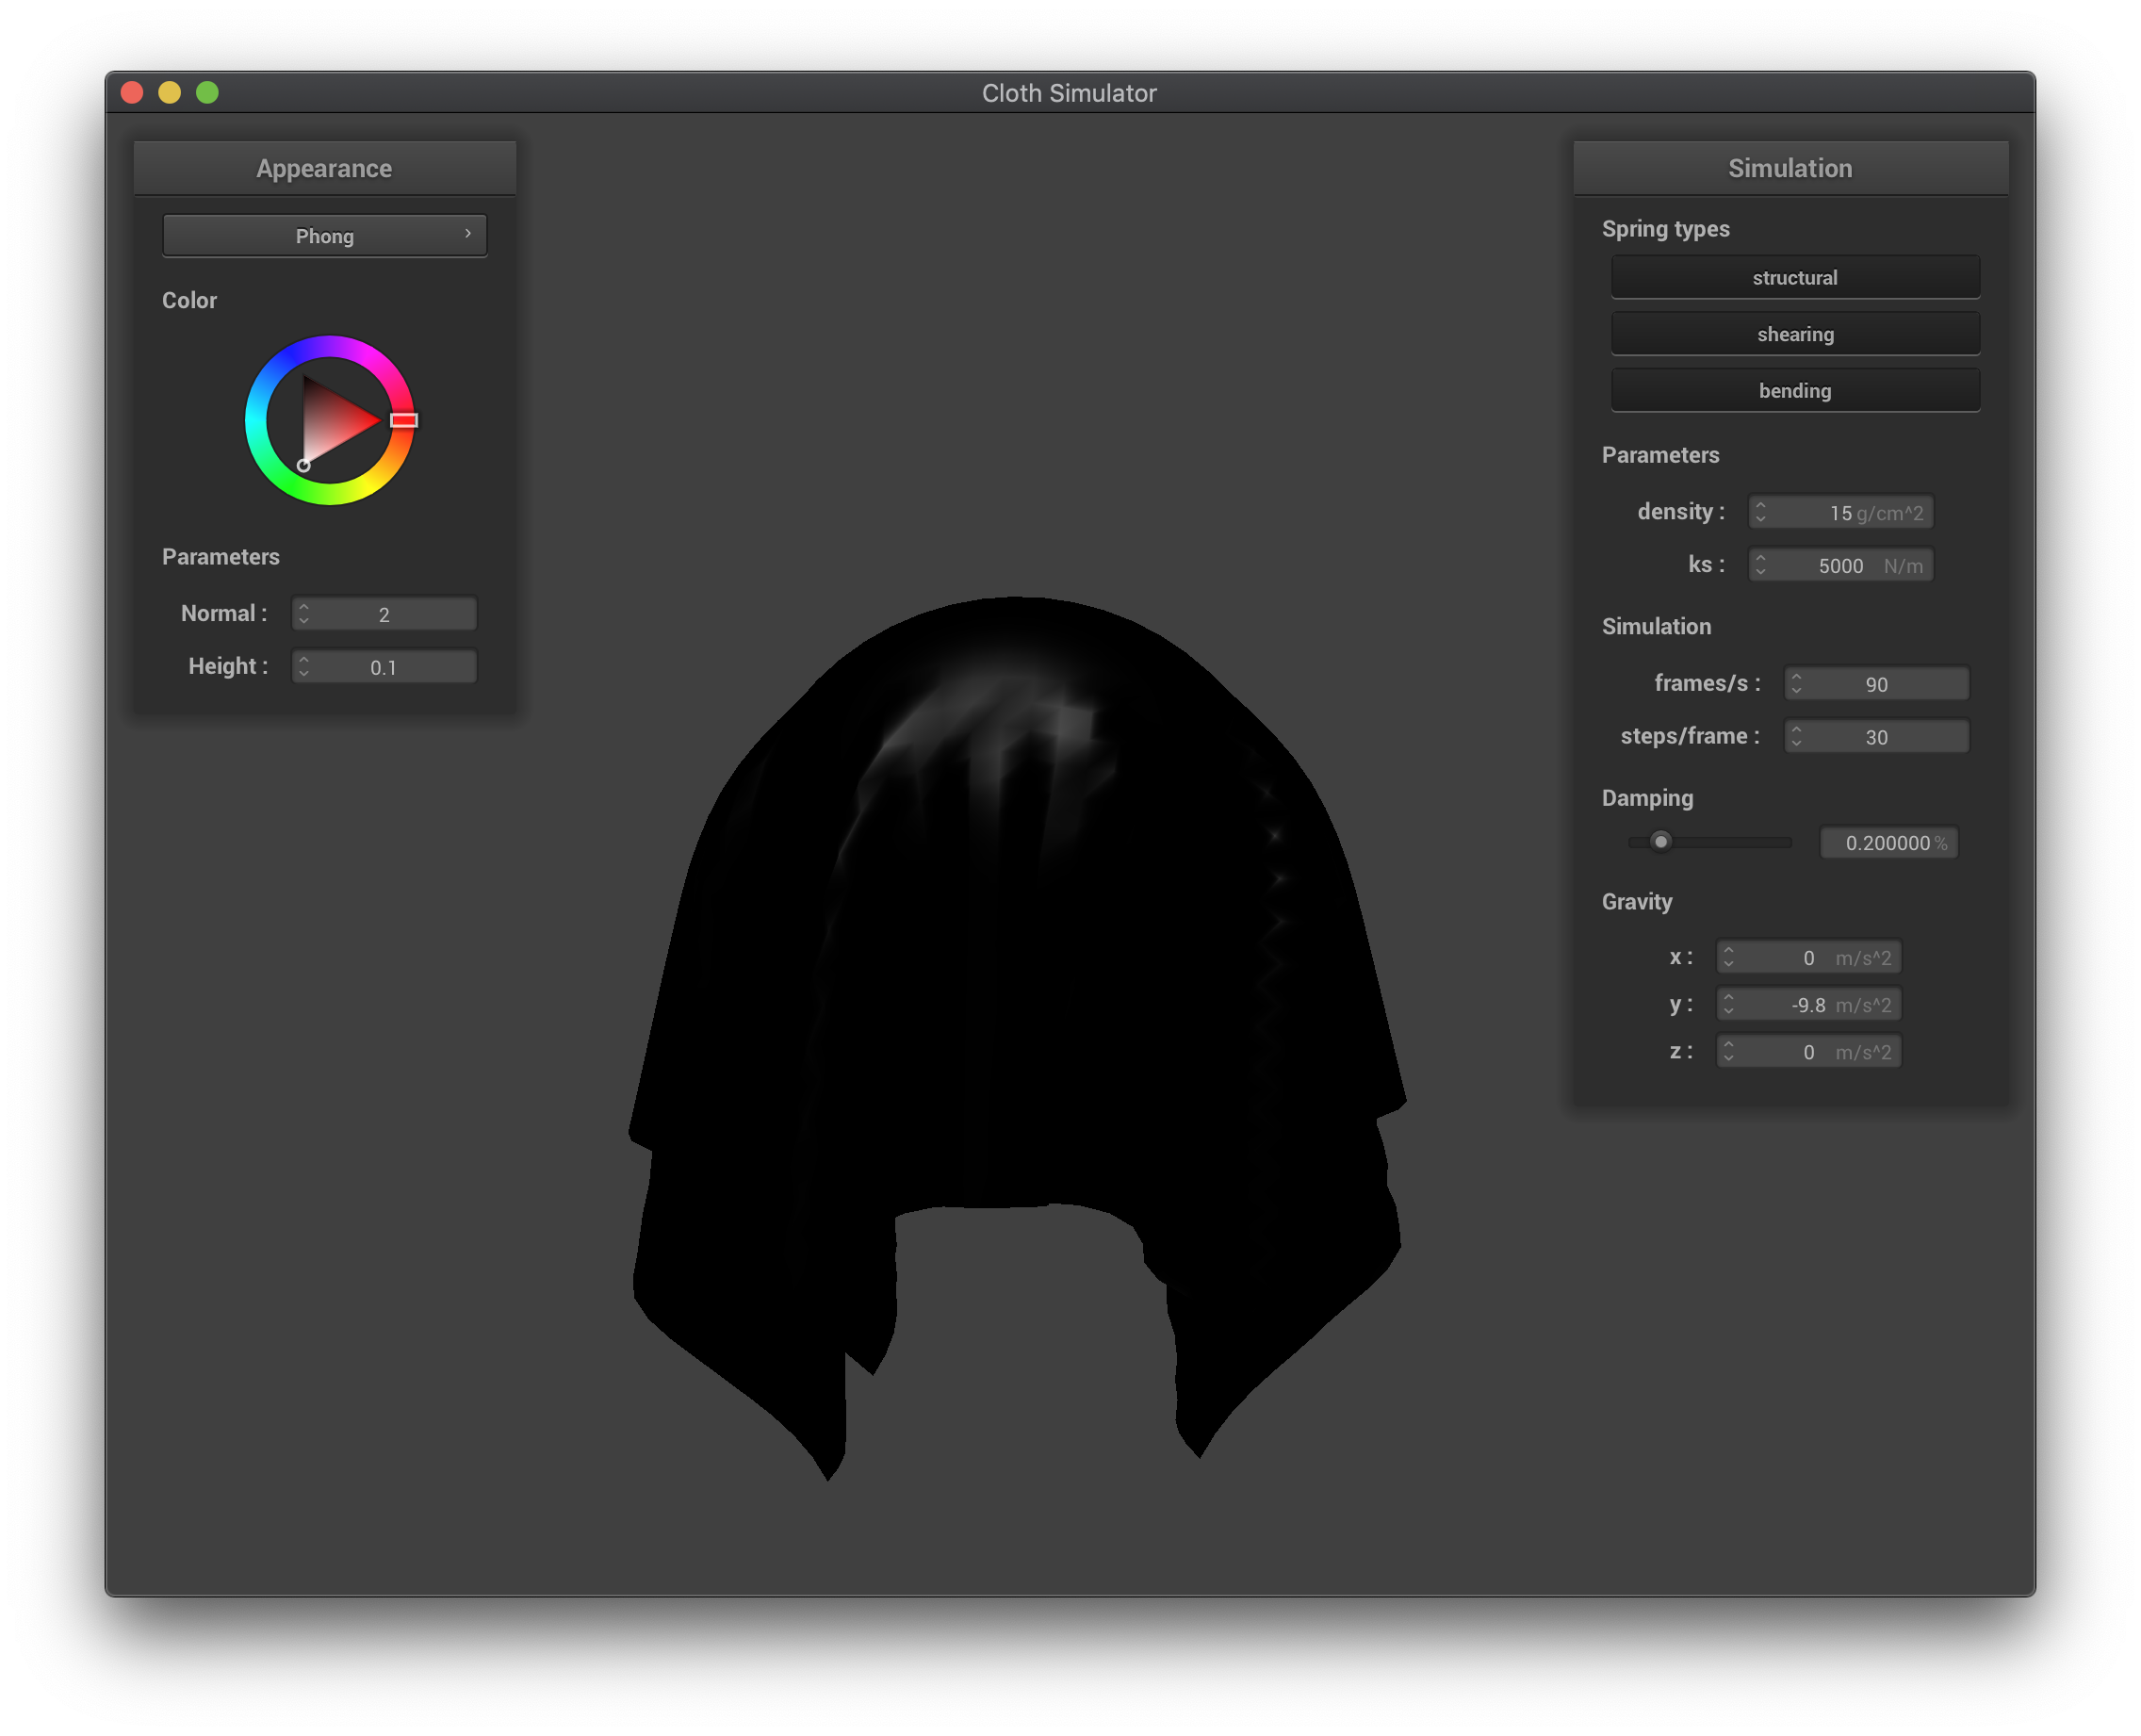 Cloth Simulator
Appearance
Phong
Color
Parameters
Normal : 2
Height : 0.1
Simulation
Spring types
structural
shearing
bending
Parameters
density : 15 g/cm^2
ks : 5000 N/m
Simulation
frames/s : 90
steps/frame : 30
Damping
0.200000 %
Gravity
x : 0 m/s^2
y : -9.8 m/s^2
z : 0 m/s^2